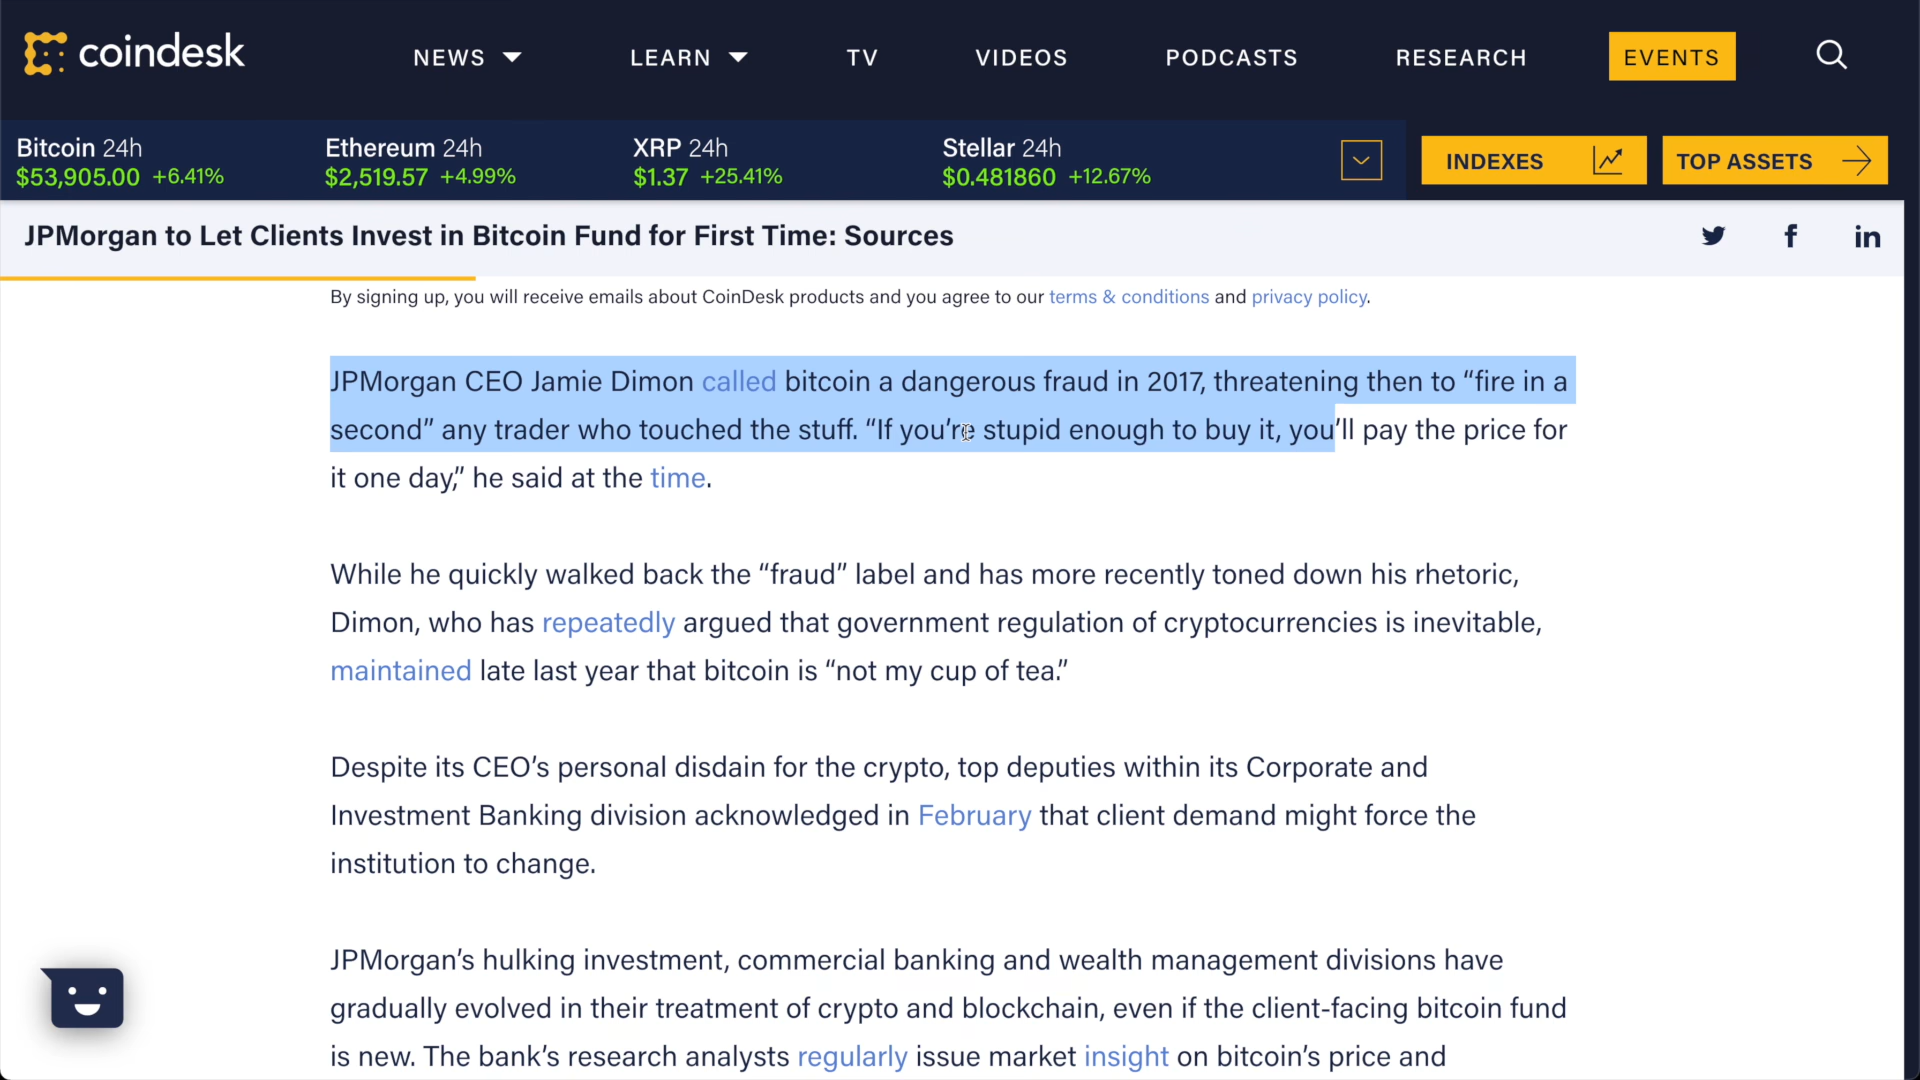 coindesk
NEWS LEARN TV VIDEOS PODCASTS RESEARCH EVENTS
Bitcoin 24h Ethereum 24h XRP 24h Stellar 24h
$53,905.00 +6.41% $2,519.57 +4.99% $1.37 +25.41% $0.481860 +12.67%
INDEXES TOP ASSETS
JPMorgan to Let Clients Invest in Bitcoin Fund for First Time: Sources
By signing up, you will receive emails about CoinDesk products and you agree to our terms & conditions and privacy policy.
JPMorgan CEO Jamie Dimon called bitcoin a dangerous fraud in 2017, threatening then to “fire in a
second” any trader who touched the stuff. “If you’re stupid enough to buy it, you’ll pay the price for
it one day,” he said at the time.
While he quickly walked back the “fraud” label and has more recently toned down his rhetoric,
Dimon, who has repeatedly argued that government regulation of cryptocurrencies is inevitable,
maintained late last year that bitcoin is “not my cup of tea.”
Despite its CEO’s personal disdain for the crypto, top deputies within its Corporate and
Investment Banking division acknowledged in February that client demand might force the
institution to change.
JPMorgan’s hulking investment, commercial banking and wealth management divisions have
gradually evolved in their treatment of crypto and blockchain, even if the client-facing bitcoin fund
is new. The bank’s research analysts regularly issue market insight on bitcoin’s price and